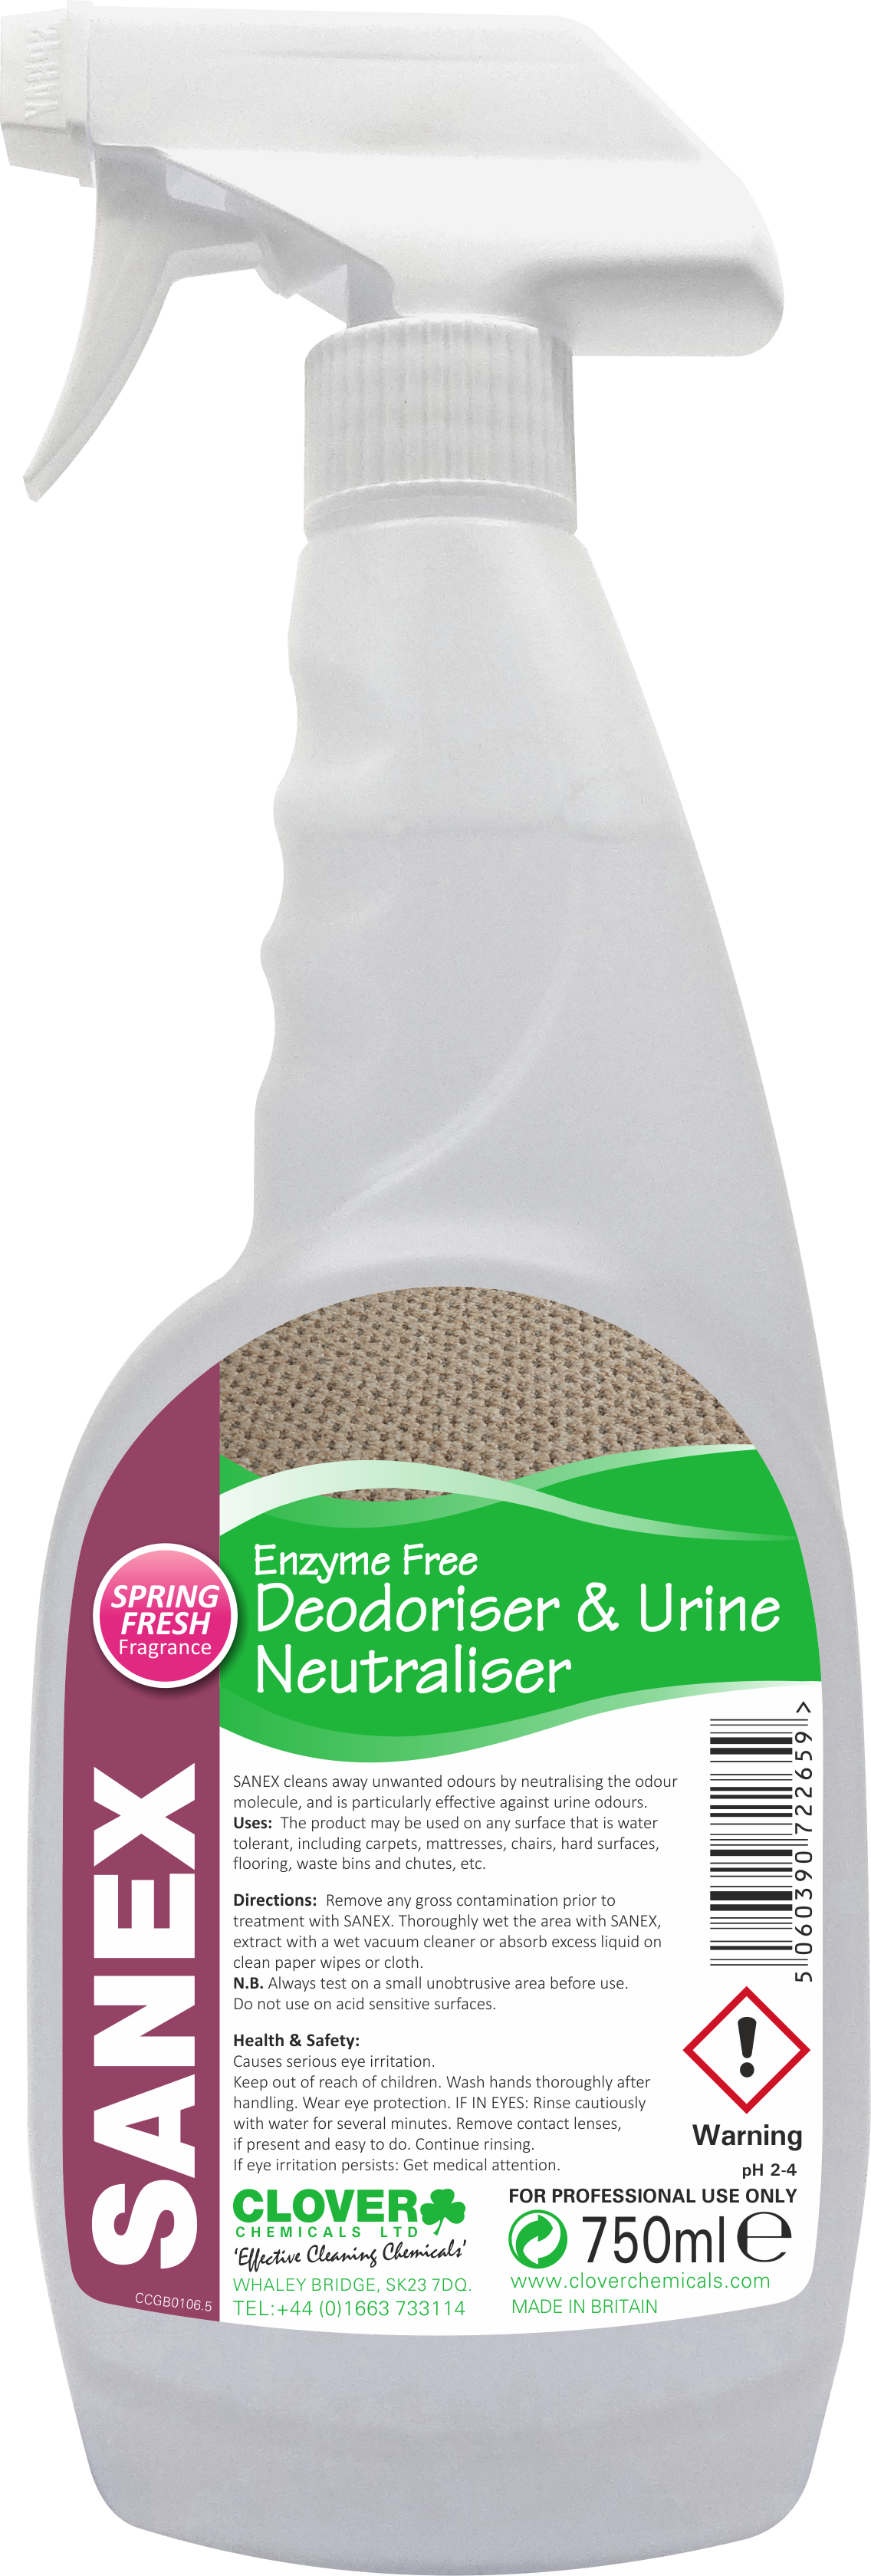 Enzyme Free
Deodoriser & Urine
Neutraliser
SPRING
FRESH
Fragrance
SANEX
CCGB0106.5
SANEX cleans away unwanted odours by neutralising the odour
molecule, and is particularly effective against urine odours.
Uses: The product may be used on any surface that is water
tolerant, including carpets, mattresses, chairs, hard surfaces,
flooring, waste bins and chutes, etc.
Directions: Remove any gross contamination prior to
treatment with SANEX. Thoroughly wet the area with SANEX,
extract with a wet vacuum cleaner or absorb excess liquid on
clean paper wipes or cloth.
N.B. Always test on a small unobtrusive area before use.
Do not use on acid sensitive surfaces.
Health & Safety:
Causes serious eye irritation.
Keep out of reach of children. Wash hands thoroughly after
handling. Wear eye protection. IF IN EYES: Rinse cautiously
with water for several minutes. Remove contact lenses,
if present and easy to do. Continue rinsing.
If eye irritation persists: Get medical attention.
5 060390 722659 >
Warning
pH 2-4
CLOVER
CHEMICALS LTD
'Effective Cleaning Chemicals'
WHALEY BRIDGE, SK23 7DQ.
TEL:+44 (0)1663 733114
FOR PROFESSIONAL USE ONLY
750ml e
www.cloverchemicals.com
MADE IN BRITAIN